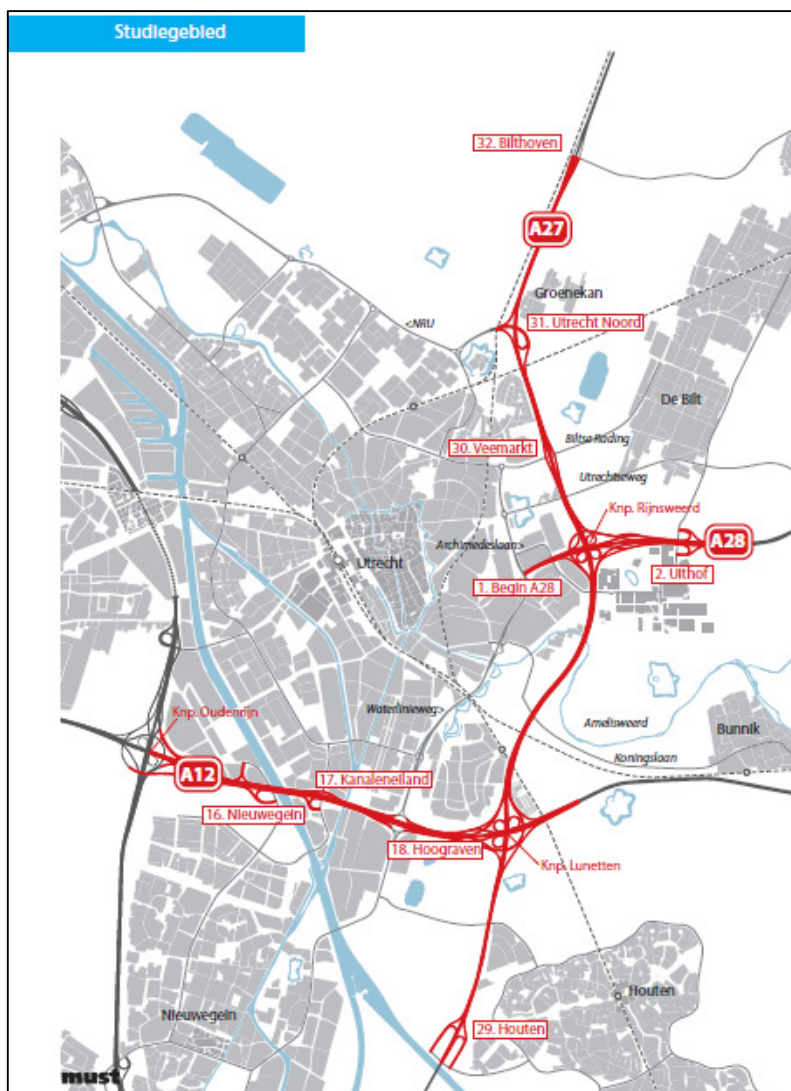 Studiegebied
32. Bilthoven
A27
Groenekan
31. Utrecht Noord
<NRU
De Bilt
30. Veemarkt
Biltse Rading
Utrechtseweg
Knp. Rijnsweerd
Archimedeslaan>
A28
Utrecht
1. Begin A28
2. Uithof
Waterlinieweg>
Amelisweerd
Bunnik
Knp. Oudenrijn
Koningslaan
A12
17. Kanaleneiland
16. Nieuwegein
18. Hoograven
Knp. Lunetten
Houten
Nieuwegein
29. Houten
must